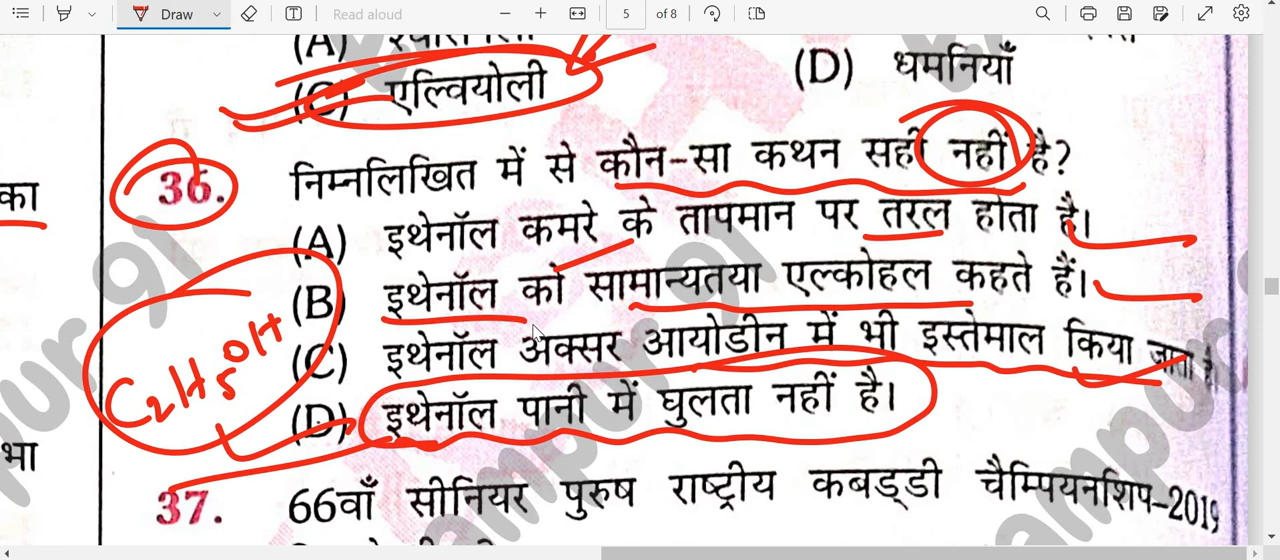 Draw
Read aloud
5 of 8
(A)
(C) एल्वियोली
(D) धमनियाँ
का
36. निम्नलिखित में से कौन-सा कथन सही नहीं है?
(A) इथेनॉल कमरे के तापमान पर तरल होता है।
(B) इथेनॉल को सामान्यतया एल्कोहल कहते हैं।
(C) इथेनॉल अक्सर आयोडीन में भी इस्तेमाल किया जाता है।
C2H5OH
(D) इथेनॉल पानी में घुलता नहीं है।
भा
37. 66वाँ सीनियर पुरुष राष्ट्रीय कबड्डी चैम्पियनशिप-2019